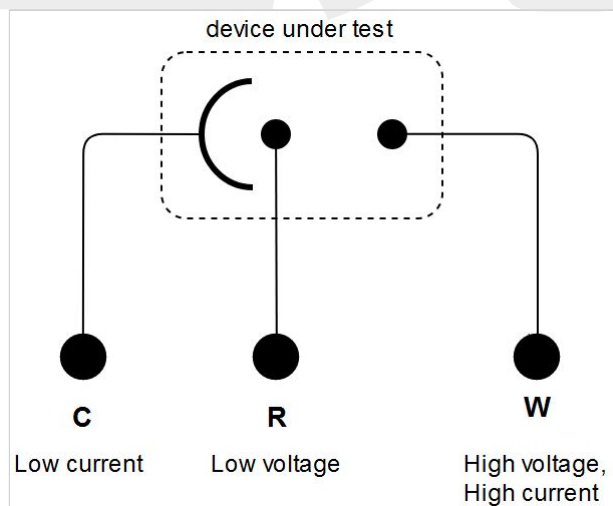 device under test
C
R
W
Low current
Low voltage
High voltage,
High current